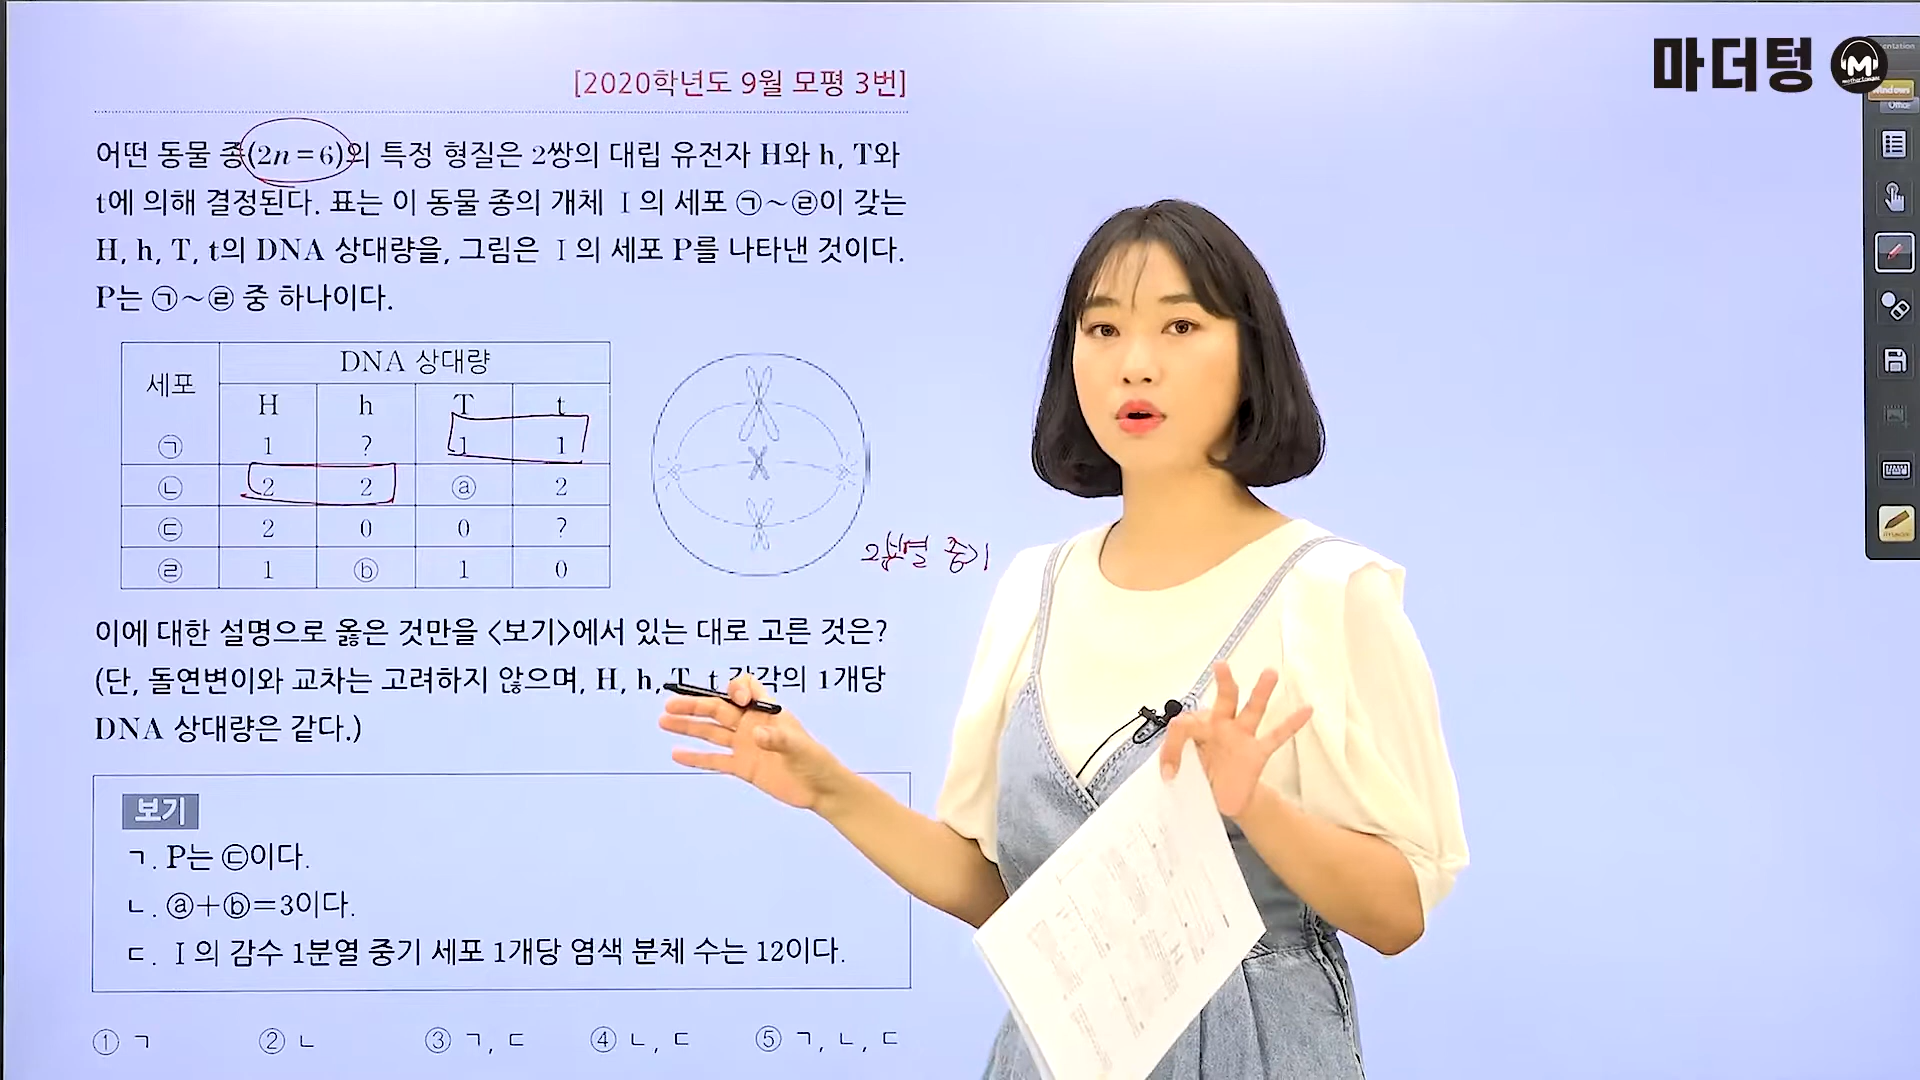 마더텅
[2020학년도 9월 모평 3번]
어떤 동물 종(2n=6)의 특정 형질은 2쌍의 대립 유전자 H와 h, T와
t에 의해 결정된다. 표는 이 동물 종의 개체 Ⅰ의 세포 ㉠~㉣이 갖는
H, h, T, t의 DNA 상대량을, 그림은 Ⅰ의 세포 P를 나타낸 것이다.
P는 ㉠~㉣ 중 하나이다.
세포 DNA 상대량
H h T t
㉠ 1 ? 1 1
㉡ 2 2 ⓐ 2
㉢ 2 0 0 ?
㉣ 1 ⓑ 1 0
2분열 중기
이에 대한 설명으로 옳은 것만을 <보기>에서 있는 대로 고른 것은?
(단, 돌연변이와 교차는 고려하지 않으며, H, h, T, t 각각의 1개당
DNA 상대량은 같다.)
보기
ㄱ. P는 ㉢이다.
ㄴ. ⓐ+ⓑ=3이다.
ㄷ. Ⅰ의 감수 1분열 중기 세포 1개당 염색 분체 수는 12이다.
① ㄱ ② ㄴ ③ ㄱ, ㄷ ④ ㄴ, ㄷ ⑤ ㄱ, ㄴ, ㄷ